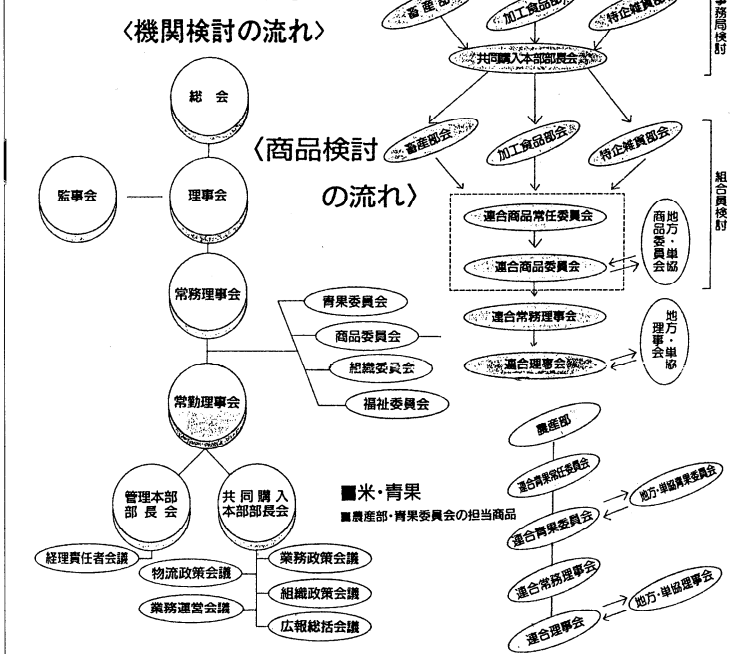 〈機関検討の流れ〉
総会
監事会
理事会
常務理事会
青果委員会
商品委員会
組織委員会
福祉委員会
常勤理事会
管理本部
部長会
共同購入
本部部長会
経理責任者会議
物流政策会議
業務運営会議
業務政策会議
組織政策会議
広報総括会議
〈商品検討
の流れ〉
畜産部
加工食品部
特企雑貨部
事務局検討
共同購入本部部長会
畜産部会
加工食品部会
特企雑貨部会
組合員検討
連合商品常任委員会
連合商品委員会
地方・単協
商品委員会
連合常務理事会
連合理事会
地方・単協
理事会
■米・青果
■農産部・青果委員会の担当商品
農産部
連合青果常任委員会
連合青果委員会
地方・単協青果委員会
連合常務理事会
連合理事会
地方・単協理事会